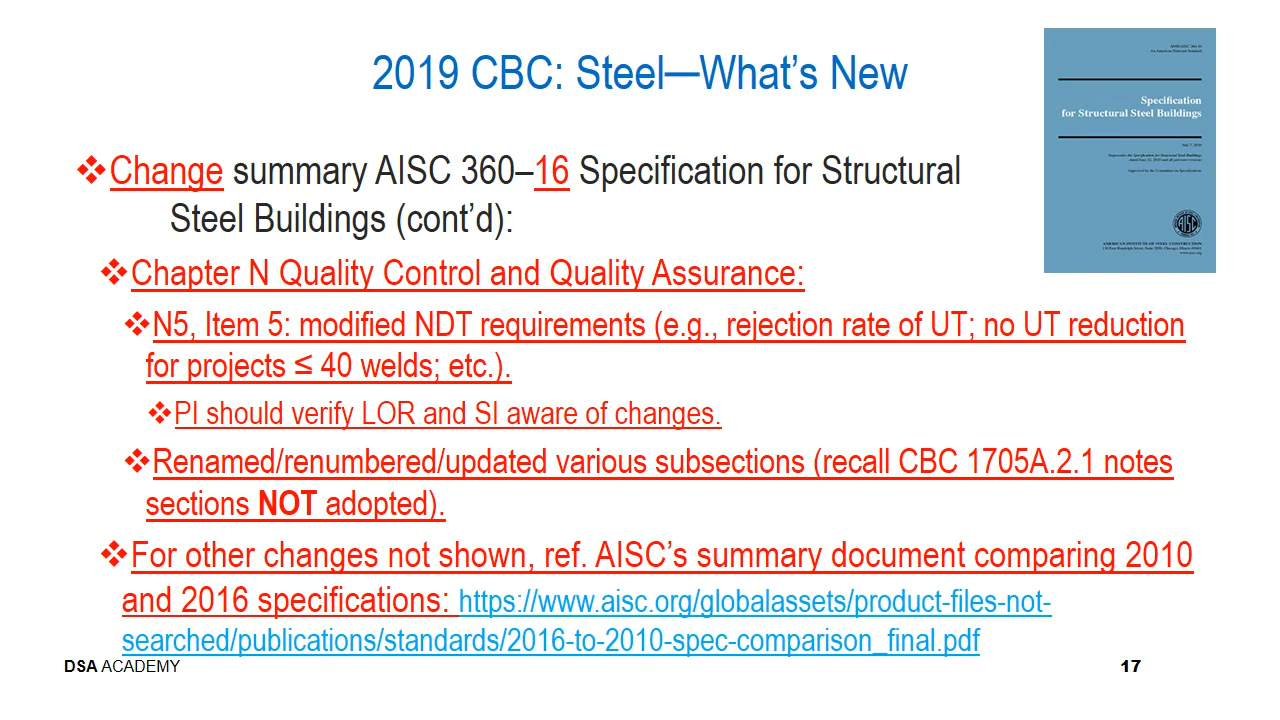 2019 CBC: Steel—What's New
Specification
for Structural Steel Buildings
AISC
❖Change summary AISC 360–16 Specification for Structural
Steel Buildings (cont'd):
❖Chapter N Quality Control and Quality Assurance:
❖N5, Item 5: modified NDT requirements (e.g., rejection rate of UT; no UT reduction
for projects ≤ 40 welds; etc.).
❖PI should verify LOR and SI aware of changes.
❖Renamed/renumbered/updated various subsections (recall CBC 1705A.2.1 notes
sections NOT adopted).
❖For other changes not shown, ref. AISC's summary document comparing 2010
and 2016 specifications: https://www.aisc.org/globalassets/product-files-not-
searched/publications/standards/2016-to-2010-spec-comparison_final.pdf
DSA ACADEMY
17